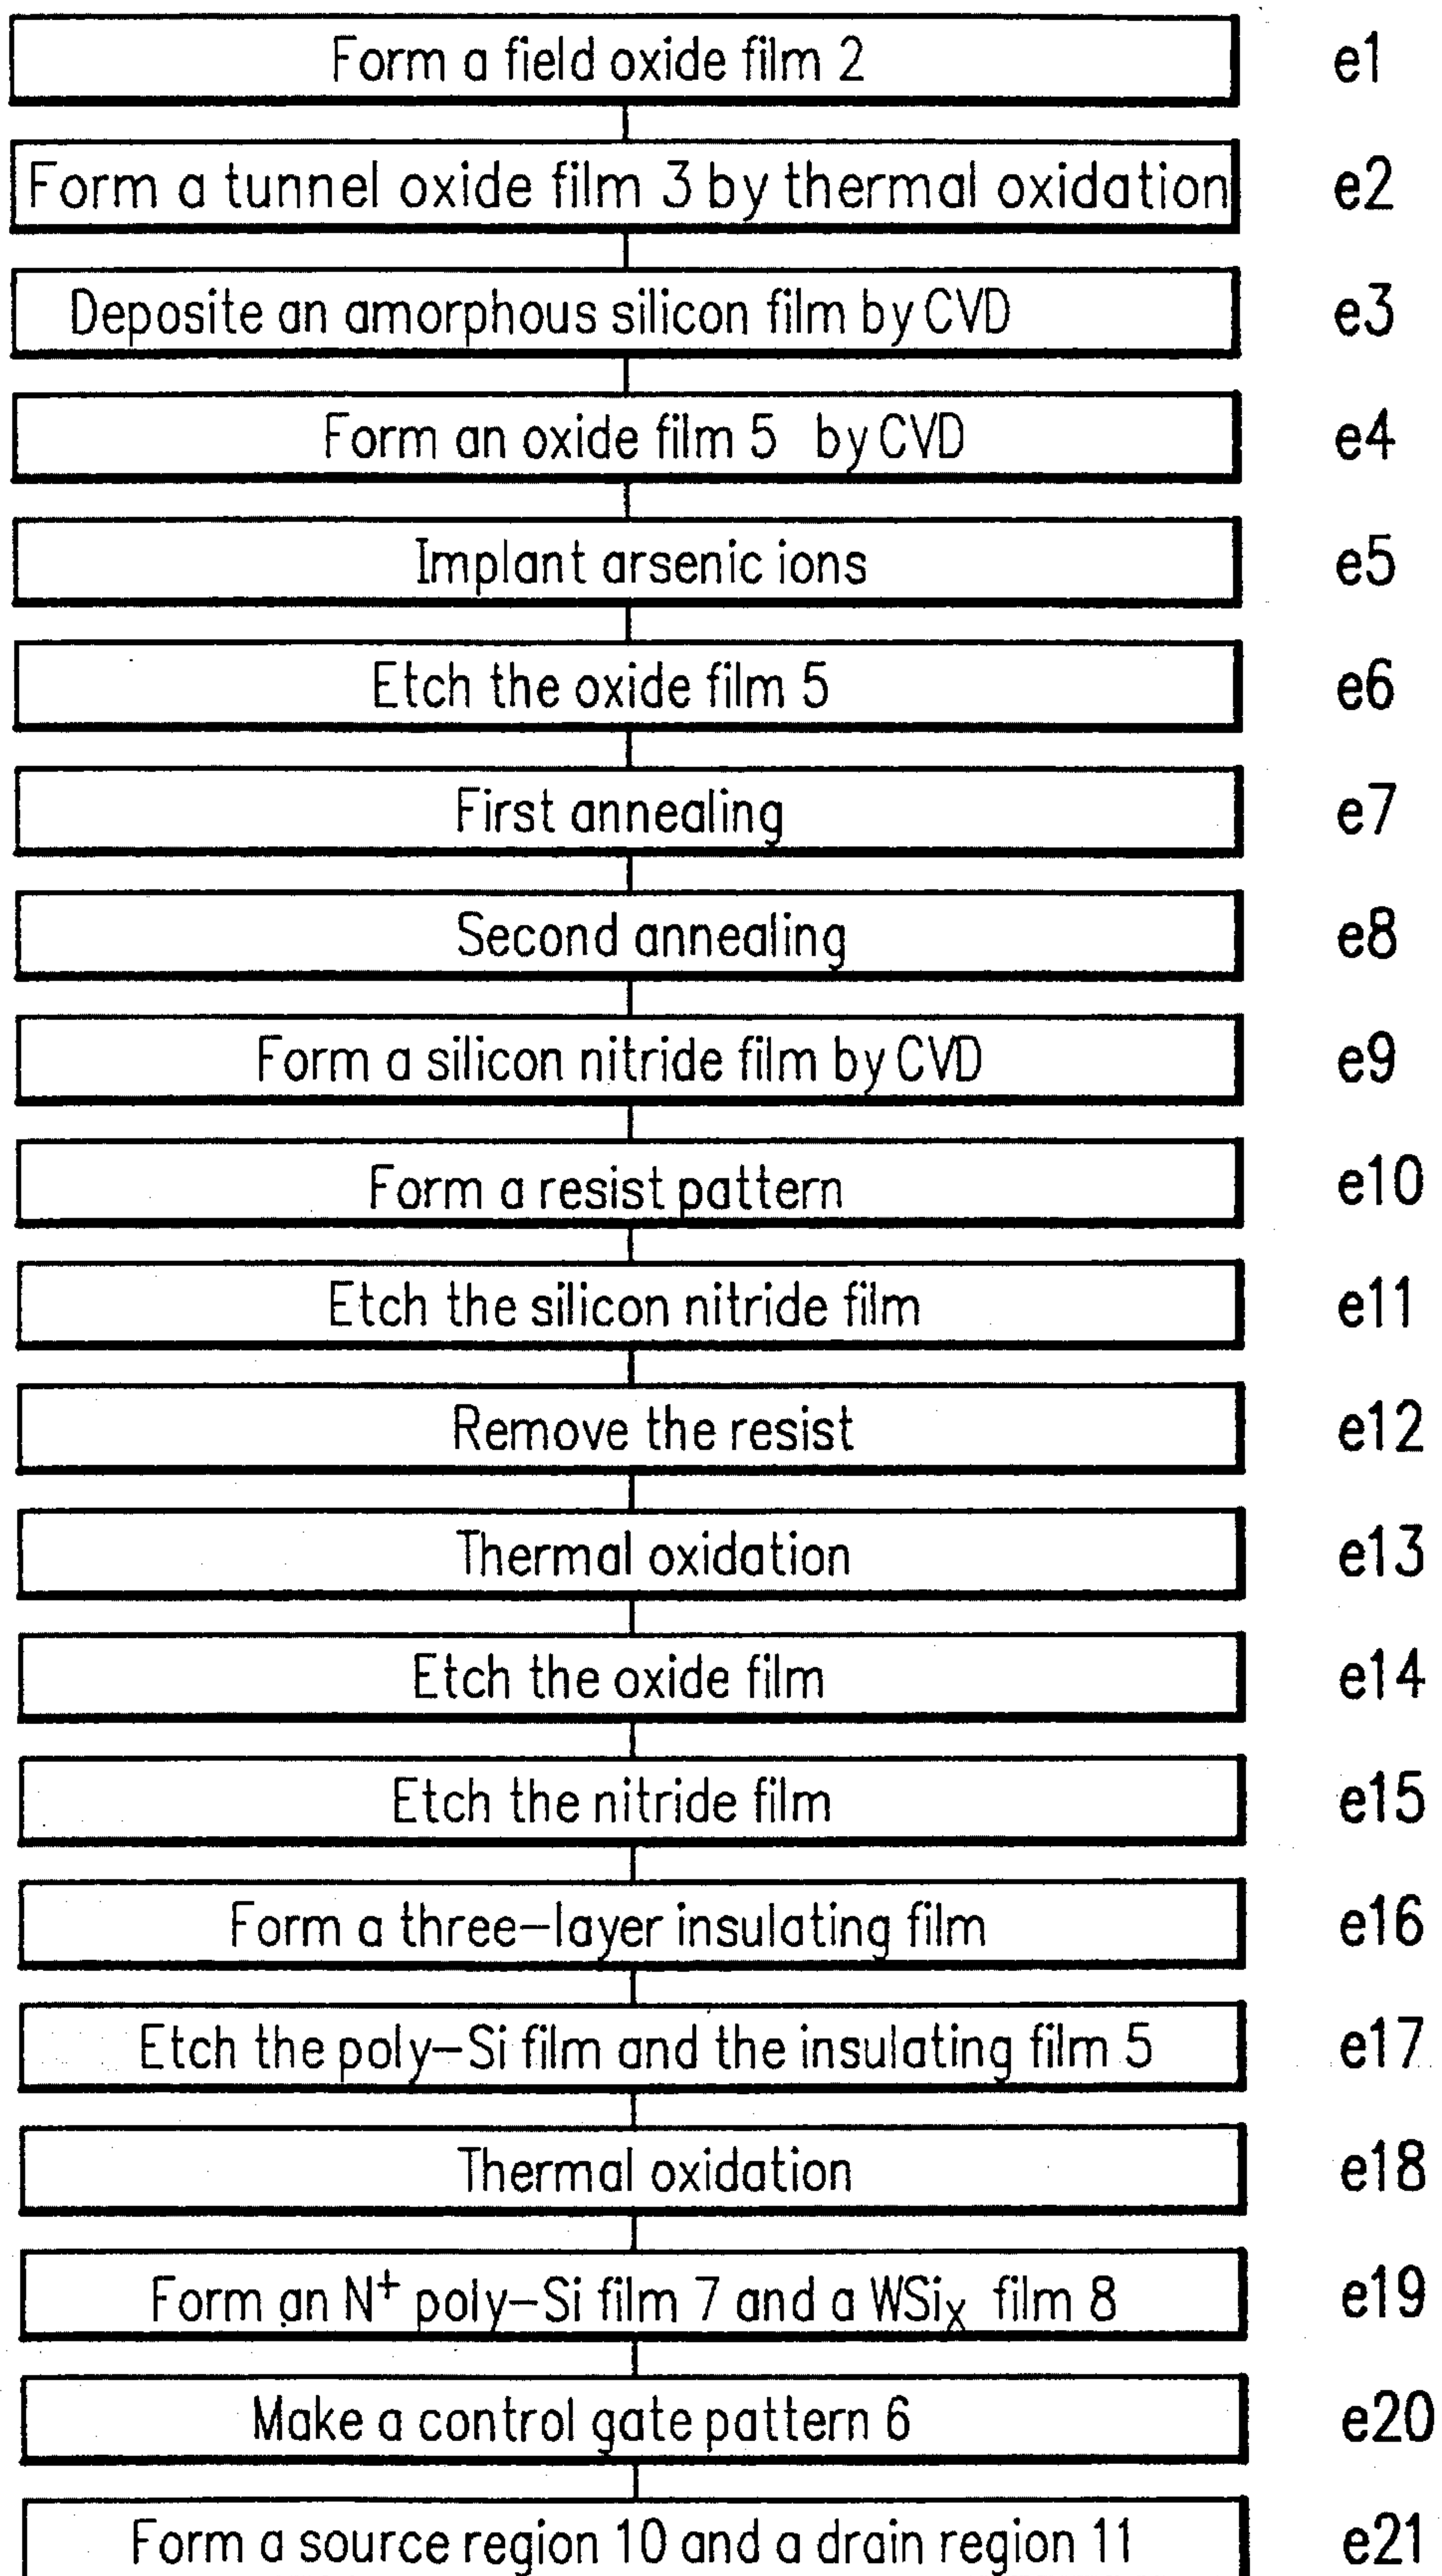 Form a field oxide film 2 e1
Form a tunnel oxide film 3 by thermal oxidation e2
Deposite an amorphous silicon film by CVD e3
Form an oxide film 5 by CVD e4
Implant arsenic ions e5
Etch the oxide film 5 e6
First annealing e7
Second annealing e8
Form a silicon nitride film by CVD e9
Form a resist pattern e10
Etch the silicon nitride film e11
Remove the resist e12
Thermal oxidation e13
Etch the oxide film e14
Etch the nitride film e15
Form a three-layer insulating film e16
Etch the poly-Si film and the insulating film 5 e17
Thermal oxidation e18
Form an N⁺ poly-Si film 7 and a WSiₓ film 8 e19
Make a control gate pattern 6 e20
Form a source region 10 and a drain region 11 e21